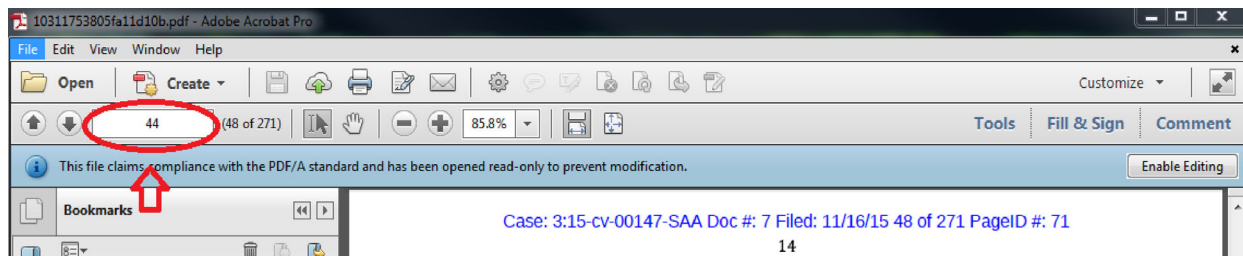 10311753805fa11d10b.pdf - Adobe Acrobat Pro
File Edit View Window Help
Open Create Customize
44 (48 of 271) 85.8% Tools Fill & Sign Comment
This file claims compliance with the PDF/A standard and has been opened read-only to prevent modification. Enable Editing
Bookmarks
Case: 3:15-cv-00147-SAA Doc #: 7 Filed: 11/16/15 48 of 271 PageID #: 71
14